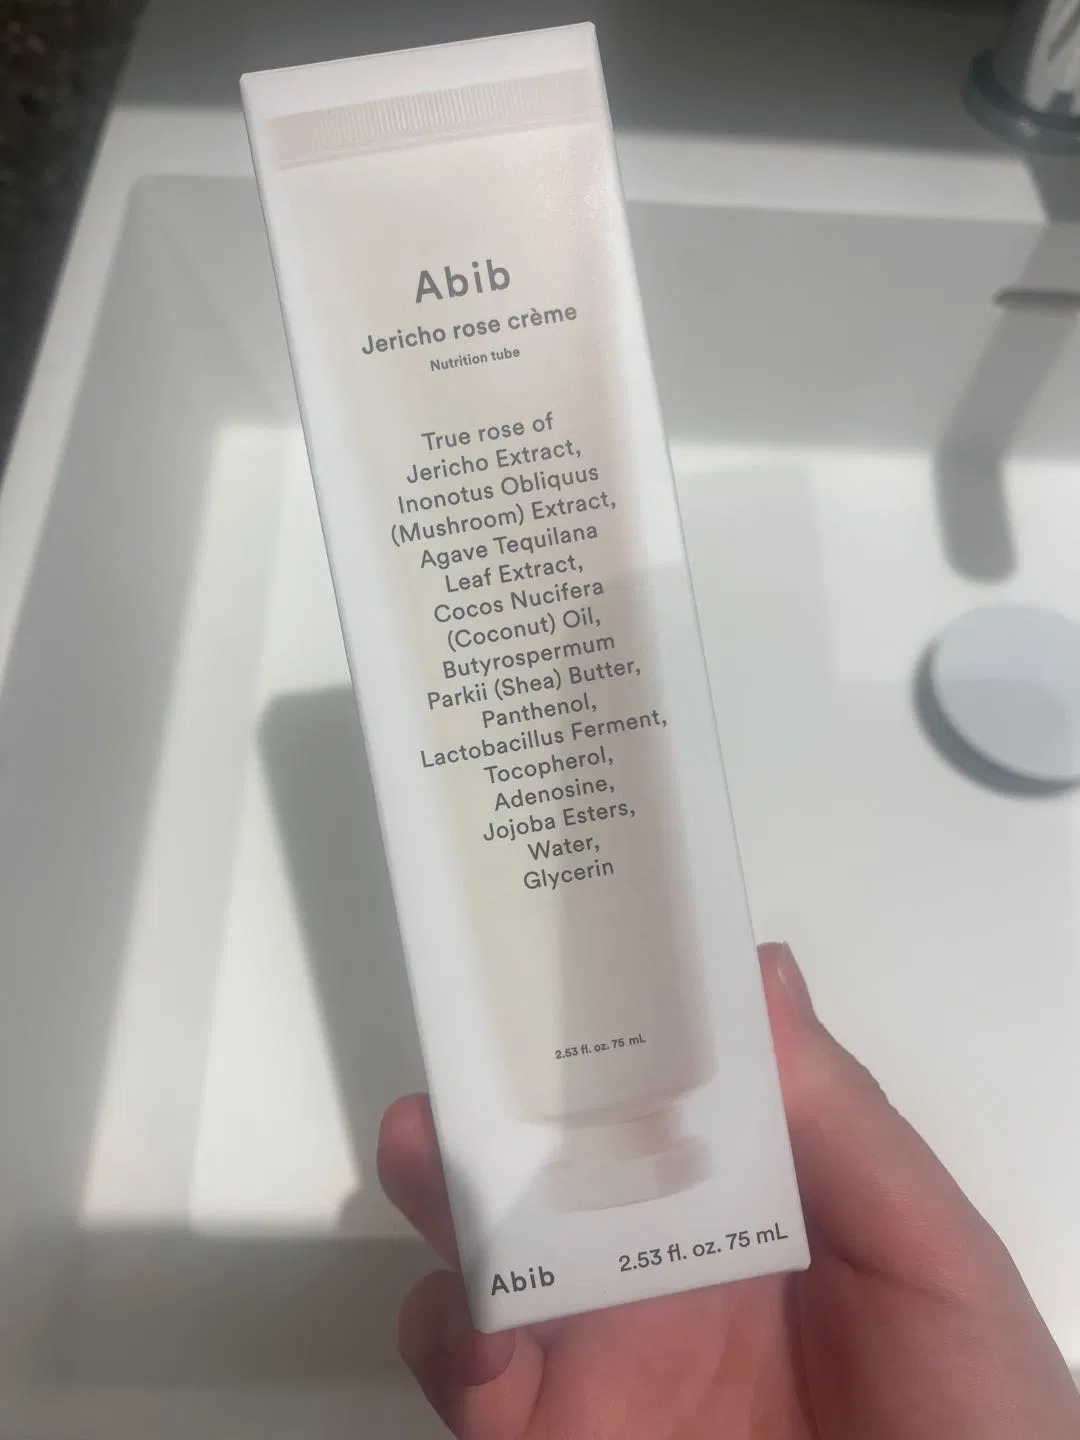 Abib
Jericho rose crème
Nutrition tube
True rose of
Jericho Extract,
Inonotus Obliquus
(Mushroom) Extract,
Agave Tequilana
Leaf Extract,
Cocos Nucifera
(Coconut) Oil,
Butyrospermum
Parkii (Shea) Butter,
Panthenol,
Lactobacillus Ferment,
Tocopherol,
Adenosine,
Jojoba Esters,
Water,
Glycerin
2.53 fl. oz. 75 mL
Abib
2.53 fl. oz. 75 mL